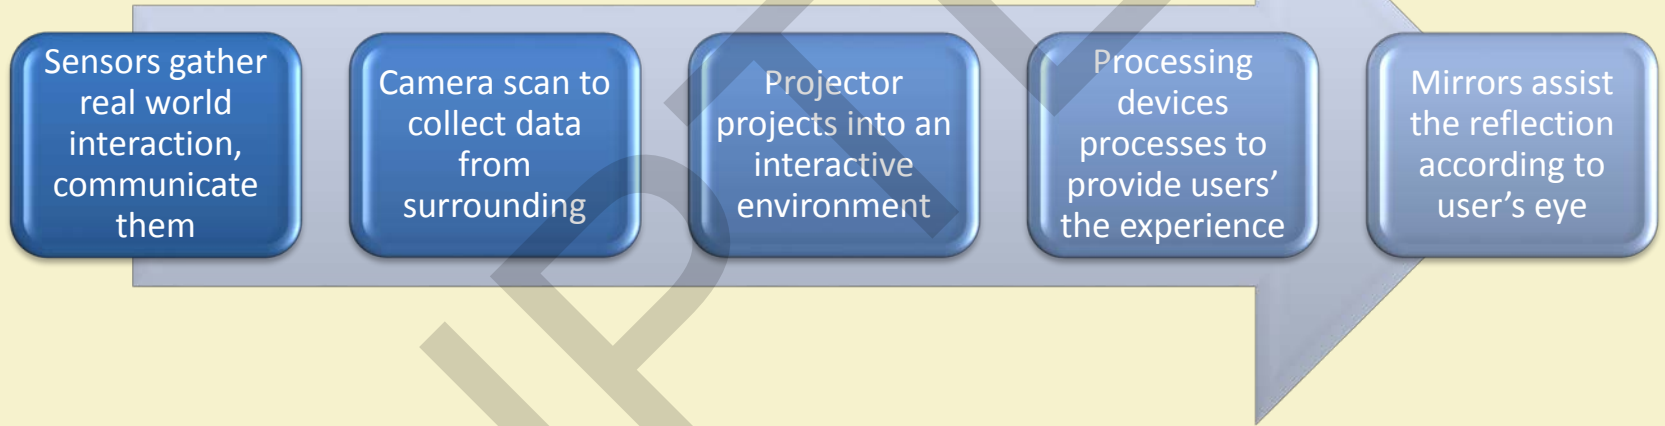 Sensors gather
real world
interaction,
communicate
them
Camera scan to
collect data
from
surrounding
Projector
projects into an
interactive
environment
Processing
devices
processes to
provide users’
the experience
Mirrors assist
the reflection
according to
user’s eye